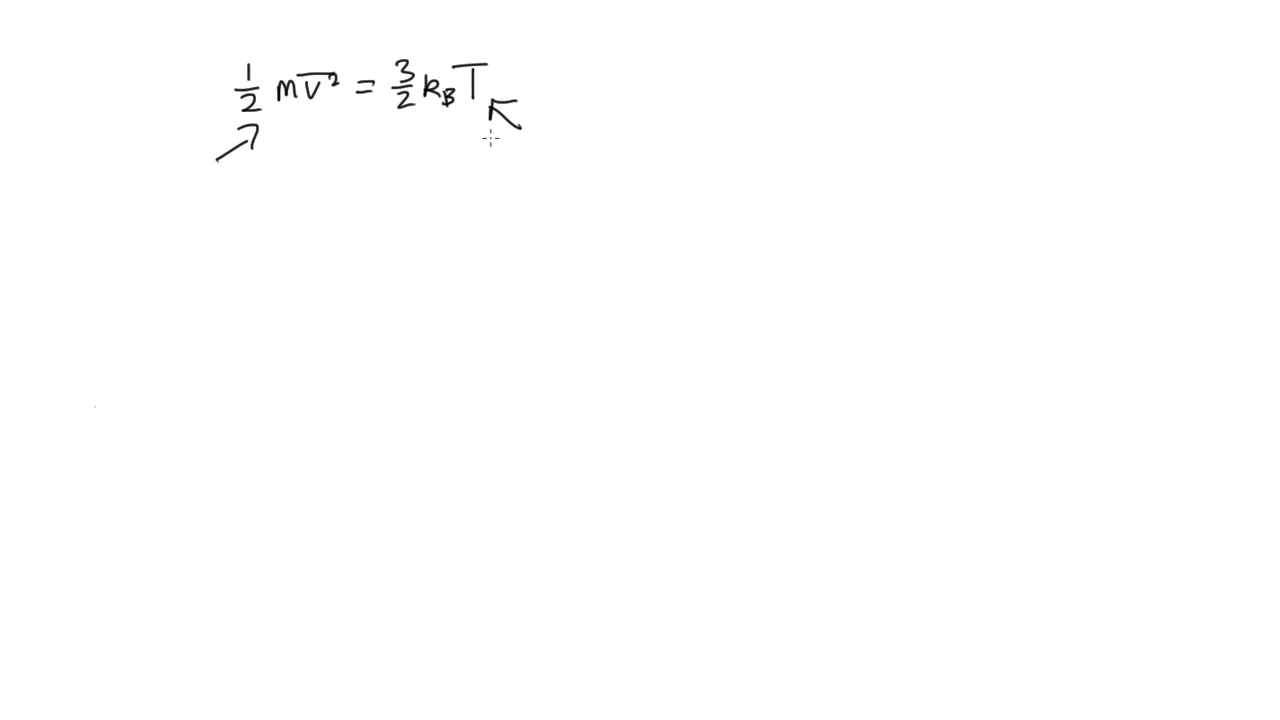 ½ mv̅² = 3/2 k_B T